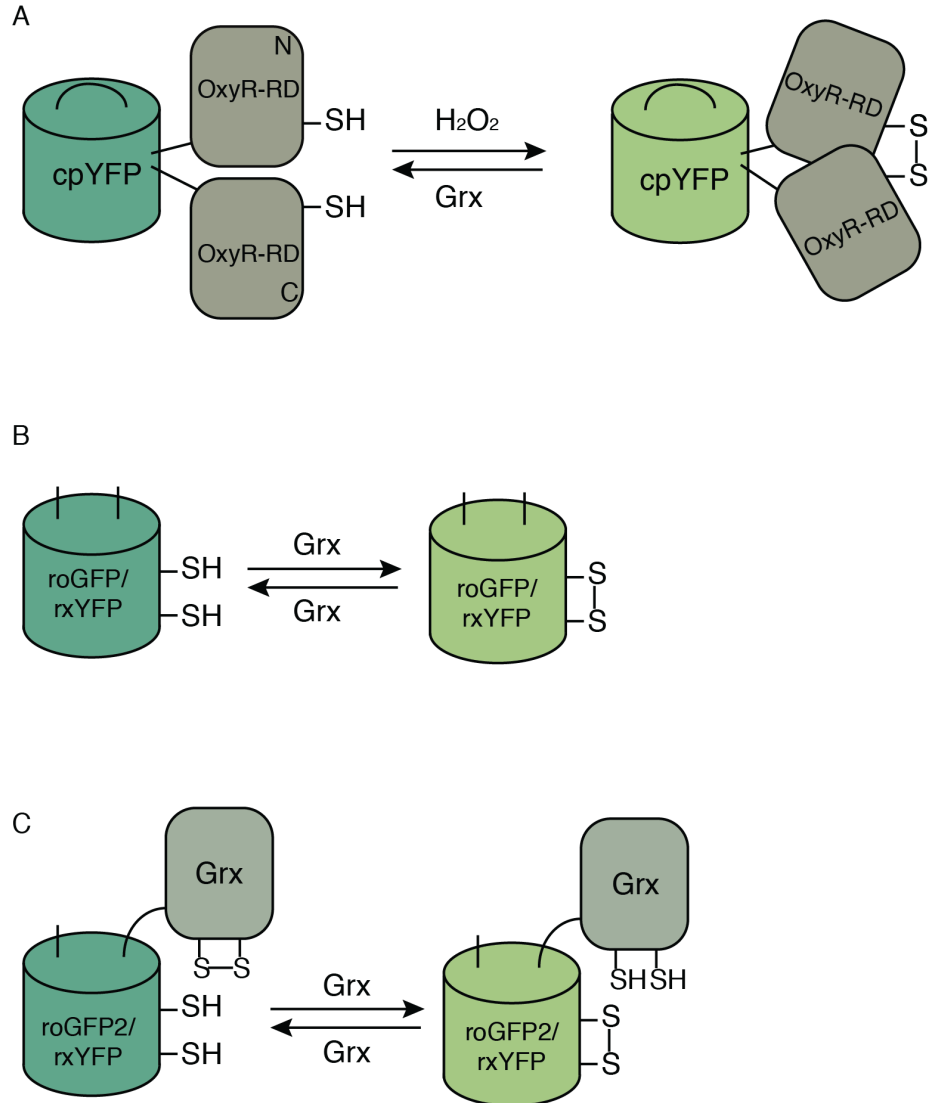 A
N
OxyR-RD
SH
cpYFP
SH
OxyR-RD
C
H₂O₂
Grx
OxyR-RD
S
S
cpYFP
OxyR-RD
B
roGFP/
rxYFP
SH
SH
Grx
Grx
roGFP/
rxYFP
S
S
C
Grx
S S
SH
roGFP2/
rxYFP
SH
Grx
Grx
Grx
SH SH
S
roGFP2/
rxYFP
S